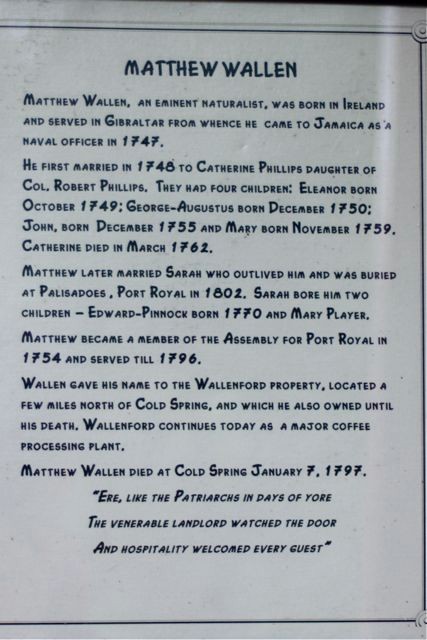 MATTHEW WALLEN
MATTHEW WALLEN, AN EMINENT NATURALIST, WAS BORN IN IRELAND
AND SERVED IN GIBRALTAR FROM WHENCE HE CAME TO JAMAICA AS A
NAVAL OFFICER IN 1747.
HE FIRST MARRIED IN 1748 TO CATHERINE PHILLIPS DAUGHTER OF
COL. ROBERT PHILLIPS. THEY HAD FOUR CHILDREN: ELEANOR BORN
OCTOBER 1749; GEORGE-AUGUSTUS BORN DECEMBER 1750;
JOHN, BORN DECEMBER 1755 AND MARY BORN NOVEMBER 1759.
CATHERINE DIED IN MARCH 1762.
MATTHEW LATER MARRIED SARAH WHO OUTLIVED HIM AND WAS BURIED
AT PALISADOES, PORT ROYAL IN 1802. SARAH BORE HIM TWO
CHILDREN – EDWARD-PINNOCK BORN 1770 AND MARY PLAYER.
MATTHEW BECAME A MEMBER OF THE ASSEMBLY FOR PORT ROYAL IN
1754 AND SERVED TILL 1796.
WALLEN GAVE HIS NAME TO THE WALLENFORD PROPERTY, LOCATED A
FEW MILES NORTH OF COLD SPRING, AND WHICH HE ALSO OWNED UNTIL
HIS DEATH. WALLENFORD CONTINUES TODAY AS A MAJOR COFFEE
PROCESSING PLANT.
MATTHEW WALLEN DIED AT COLD SPRING JANUARY 7, 1797.
"ERE, LIKE THE PATRIARCHS IN DAYS OF YORE
THE VENERABLE LANDLORD WATCHED THE DOOR
AND HOSPITALITY WELCOMED EVERY GUEST"